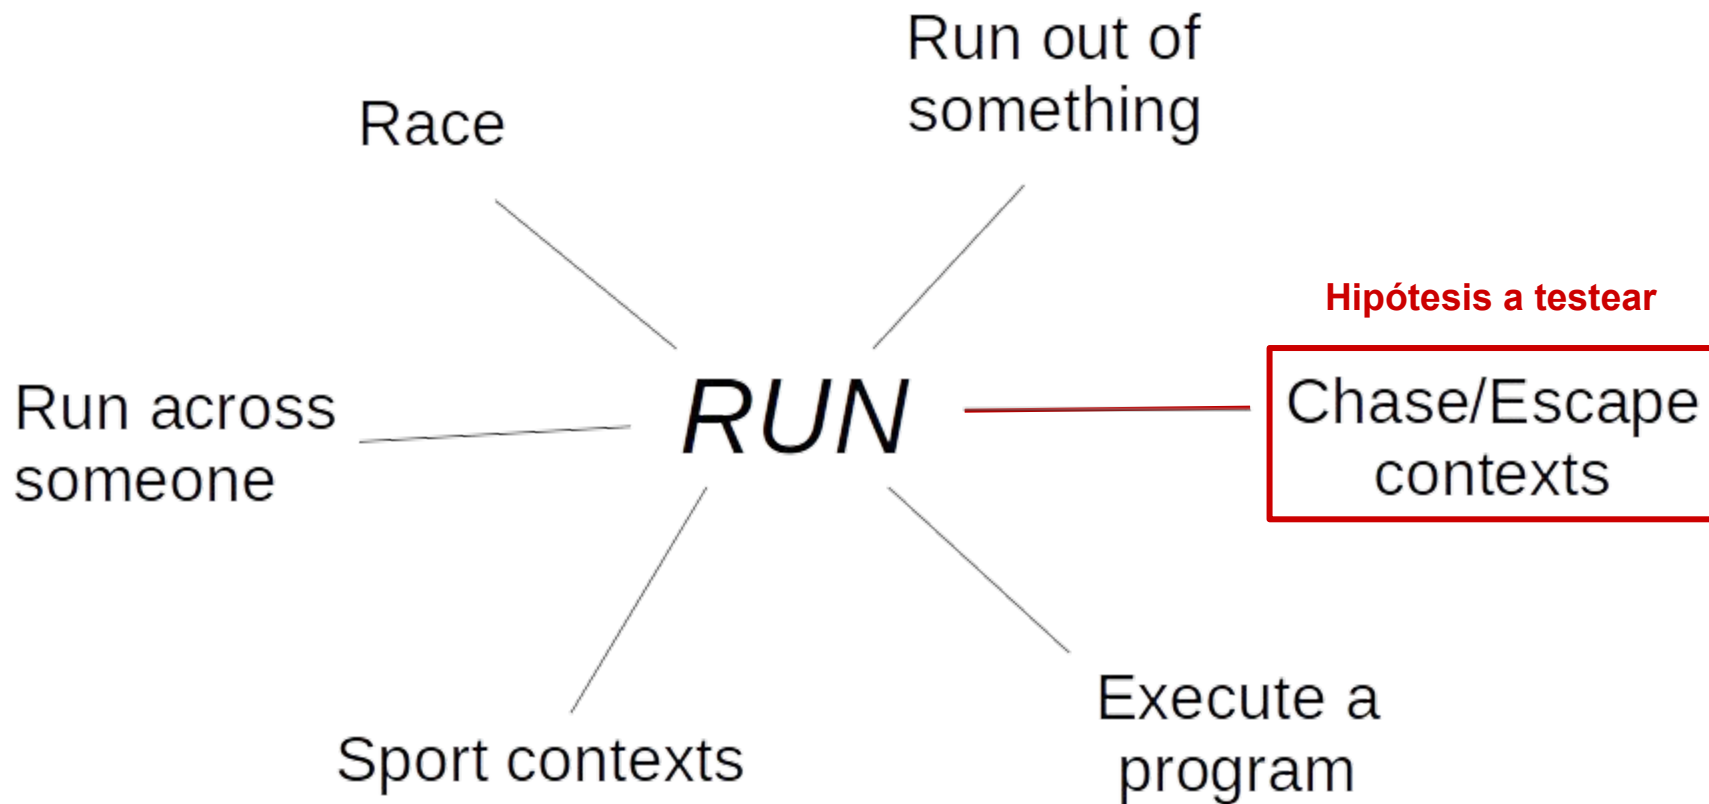 Run out of
something
Race
Hipótesis a testear
Run across
someone
RUN
Chase/Escape
contexts
Sport contexts
Execute a
program